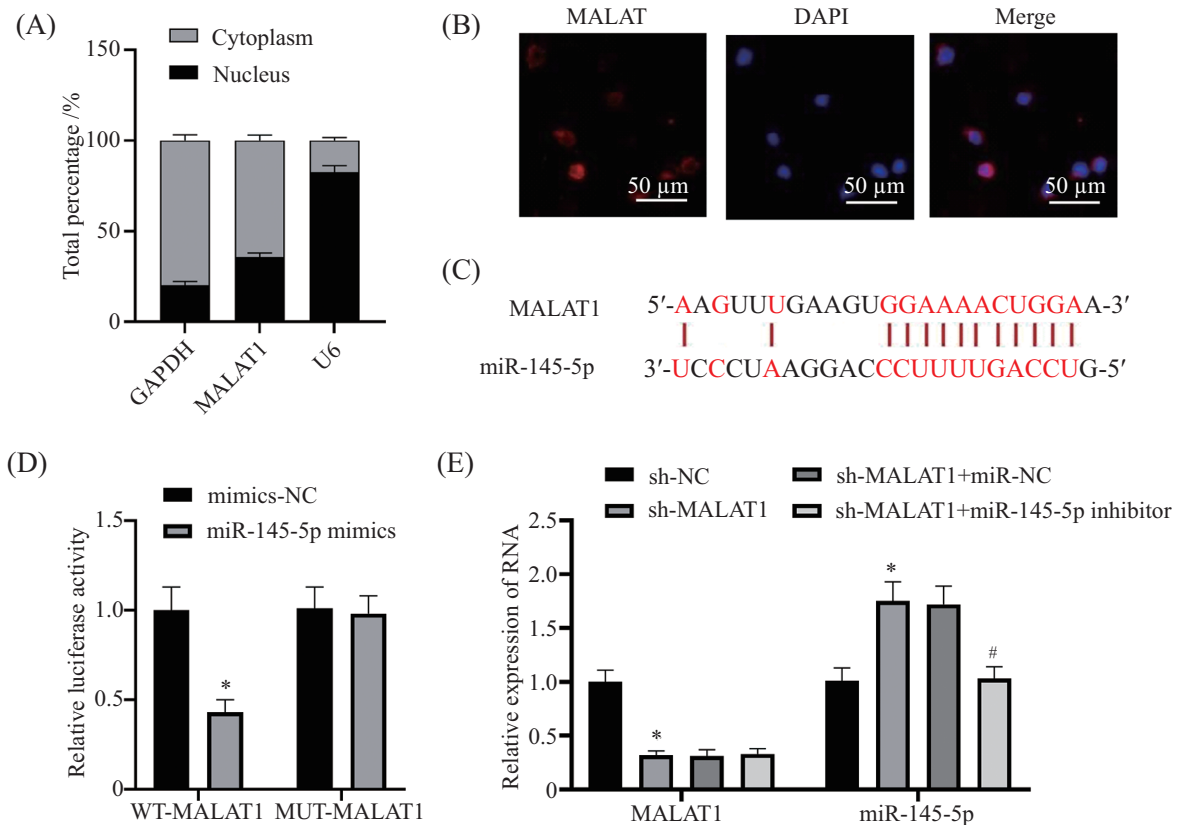 (A)
Cytoplasm
Nucleus
Total percentage /%
150
100
50
0
GAPDH
MALAT1
U6
(B)
MALAT
DAPI
Merge
50 µm
50 µm
50 µm
(C)
MALAT1
5′-AAGUUUGAAGUGGAAAACUGGAA-3′
miR-145-5p
3′-UCCCUAAGGACCCUUUUGACCUG-5′
(D)
mimics-NC
miR-145-5p mimics
Relative luciferase activity
1.5
1.0
0.5
0
*
WT-MALAT1
MUT-MALAT1
(E)
sh-NC
sh-MALAT1
sh-MALAT1+miR-NC
sh-MALAT1+miR-145-5p inhibitor
Relative expression of RNA
2.5
2.0
1.5
1.0
0.5
0
*
*
#
MALAT1
miR-145-5p